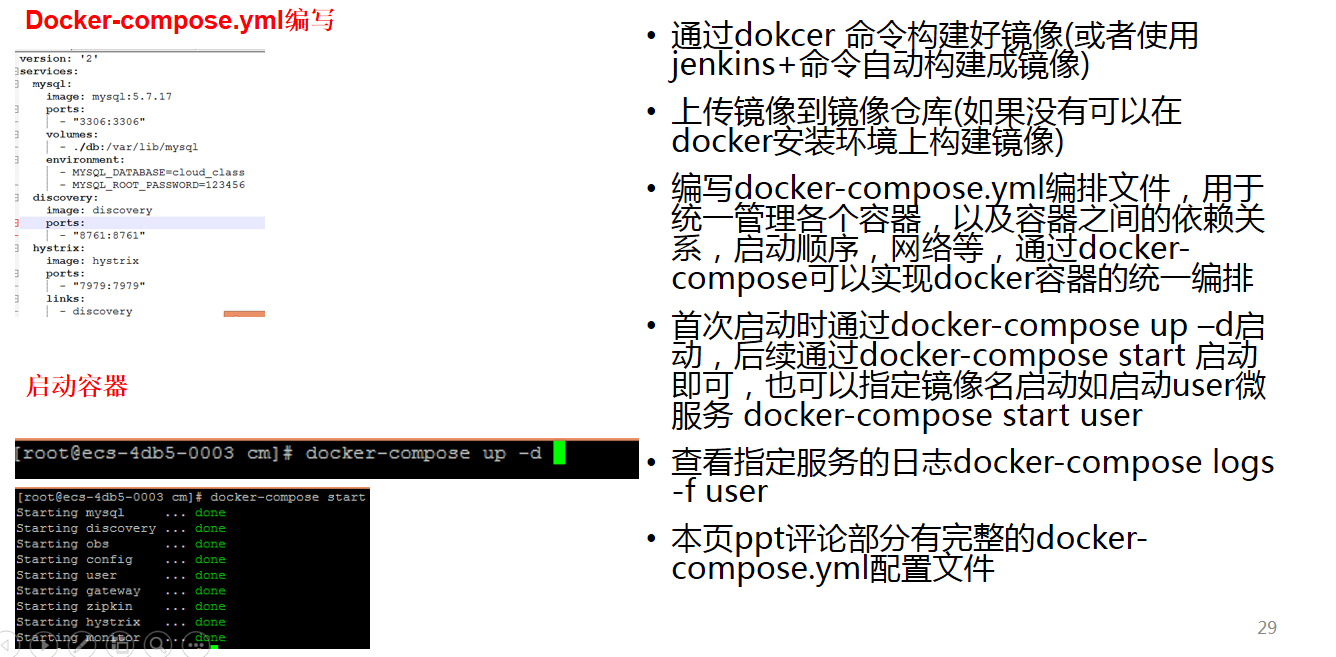 Docker-compose.yml编写
version: '2'
services:
mysql:
image: mysql:5.7.17
ports:
- "3306:3306"
volumes:
- ./db:/var/lib/mysql
environment:
- MYSQL_DATABASE=cloud_class
- MYSQL_ROOT_PASSWORD=123456
discovery:
image: discovery
ports:
- "8761:8761"
hystrix:
image: hystrix
ports:
- "7979:7979"
links:
- discovery
启动容器
[root@ecs-4db5-0003 cm]# docker-compose up -d
[root@ecs-4db5-0003 cm]# docker-compose start
Starting mysql ... done
Starting discovery ... done
Starting obs ... done
Starting config ... done
Starting user ... done
Starting gateway ... done
Starting zipkin ... done
Starting hystrix ... done
Starting monitor ... done
• 通过dokcer 命令构建好镜像(或者使用
jenkins+命令自动构建成镜像)
• 上传镜像到镜像仓库(如果没有可以在
docker安装环境上构建镜像)
• 编写docker-compose.yml编排文件，用于
统一管理各个容器，以及容器之间的依赖关
系，启动顺序，网络等，通过docker-
compose可以实现docker容器的统一编排
• 首次启动时通过docker-compose up –d启
动，后续通过docker-compose start 启动
即可，也可以指定镜像名启动如启动user微
服务 docker-compose start user
• 查看指定服务的日志docker-compose logs
-f user
• 本页ppt评论部分有完整的docker-
compose.yml配置文件
29